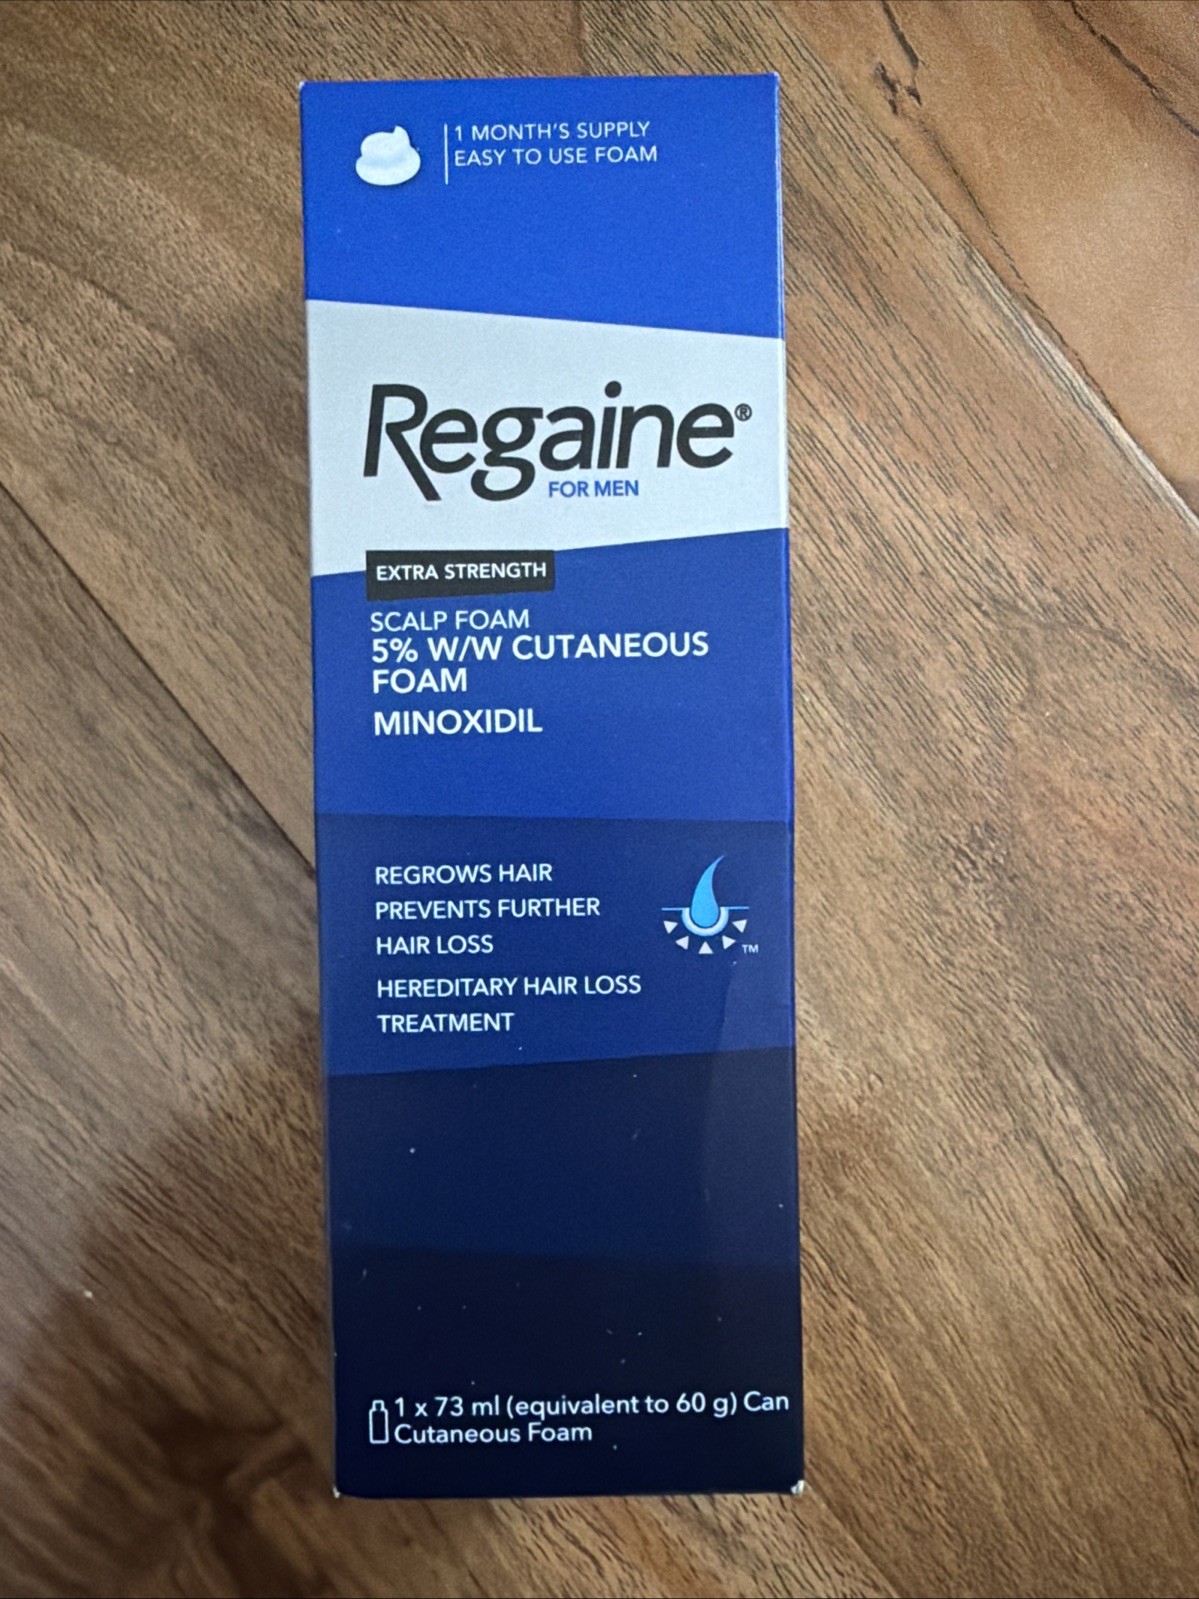 1 MONTH'S SUPPLY
EASY TO USE FOAM
Regaine®
FOR MEN
EXTRA STRENGTH
SCALP FOAM
5% W/W CUTANEOUS
FOAM
MINOXIDIL
REGROWS HAIR
PREVENTS FURTHER
HAIR LOSS
HEREDITARY HAIR LOSS
TREATMENT
TM
1 x 73 ml (equivalent to 60 g) Can
Cutaneous Foam